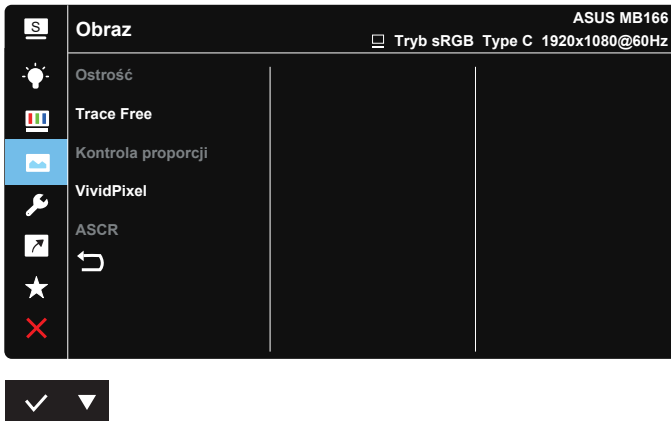 S
Obraz
ASUS MB166
Tryb sRGB Type C 1920x1080@60Hz
Ostrość
Trace Free
Kontrola proporcji
VividPixel
ASCR